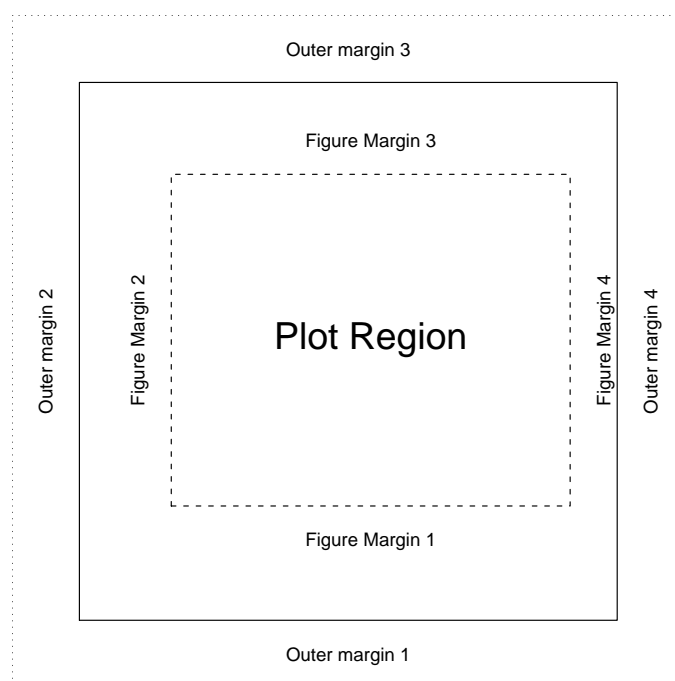 Outer margin 3
Figure Margin 3
Outer margin 2
Figure Margin 2
Plot Region
Figure Margin 4
Outer margin 4
Figure Margin 1
Outer margin 1